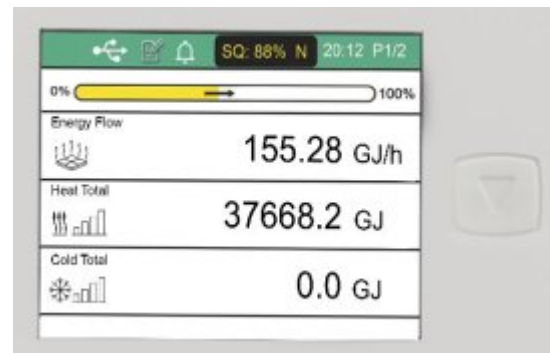 SQ: 88% N 20:12 P1/2
0% 100%
Energy Flow
155.28 GJ/h
Heat Total
37668.2 GJ
Cold Total
0.0 GJ